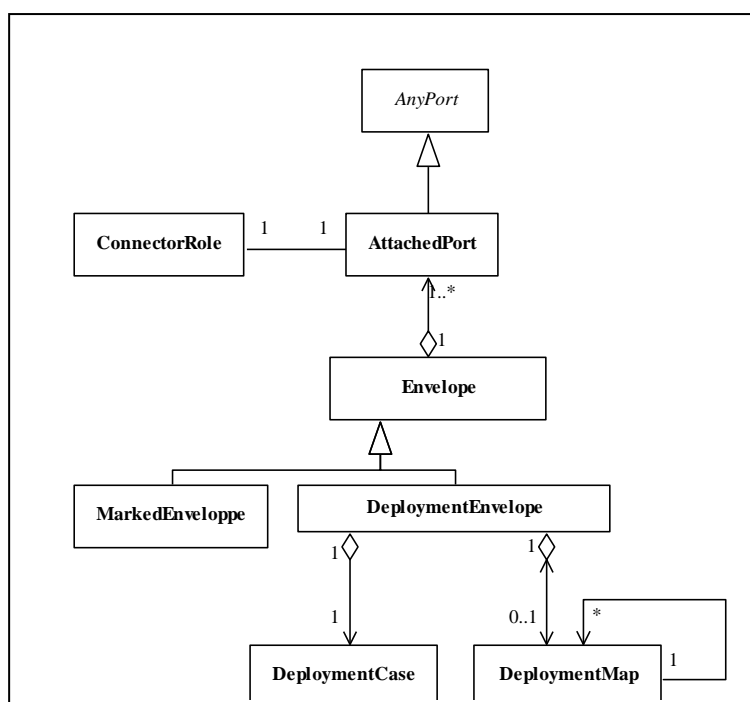 AnyPort
ConnectorRole
1
1
AttachedPort
1..*
1
Envelope
MarkedEnveloppe
DeploymentEnvelope
1
1
1
0..1
*
DeploymentCase
DeploymentMap
1